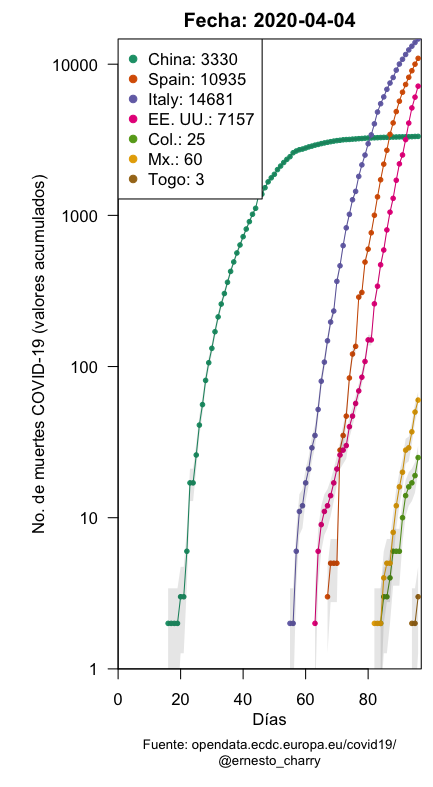 Fecha: 2020-04-04
China: 3330
Spain: 10935
Italy: 14681
EE. UU.: 7157
Col.: 25
Mx.: 60
Togo: 3
No. de muertes COVID-19 (valores acumulados)
10000
1000
100
10
1
0 20 40 60 80
Días
Fuente: opendata.ecdc.europa.eu/covid19/
@ernesto_charry